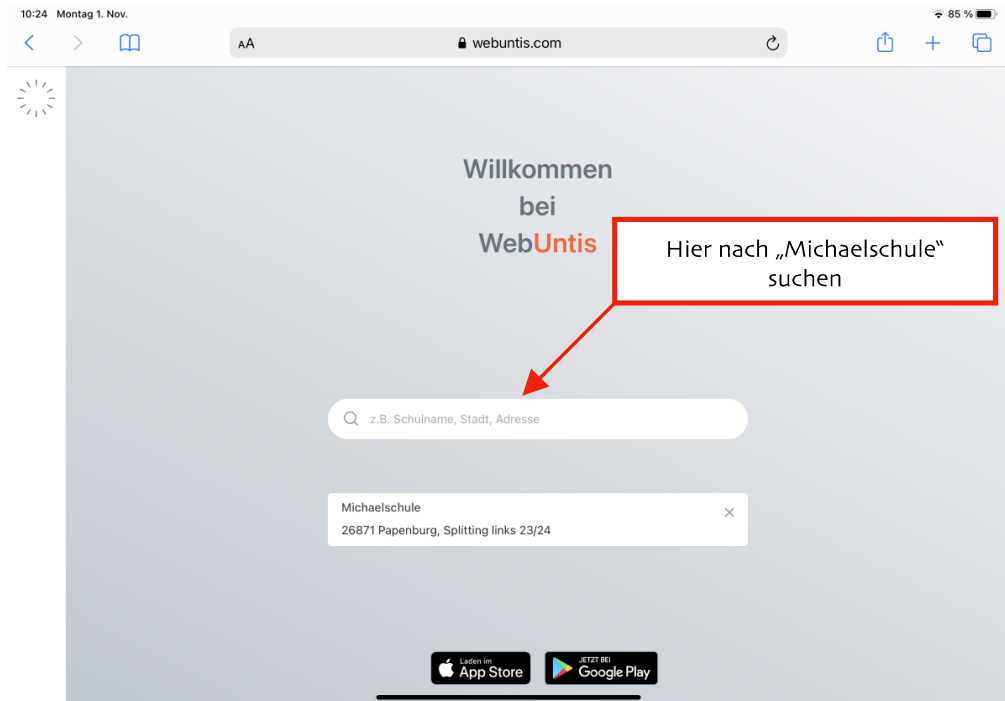 10:24 Montag 1. Nov.
85 %
AA
webuntis.com
Willkommen
bei
WebUntis
Hier nach „Michaelschule“
suchen
z.B. Schulname, Stadt, Adresse
Michaelschule
26871 Papenburg, Splitting links 23/24
Laden im
App Store
JETZT BEI
Google Play